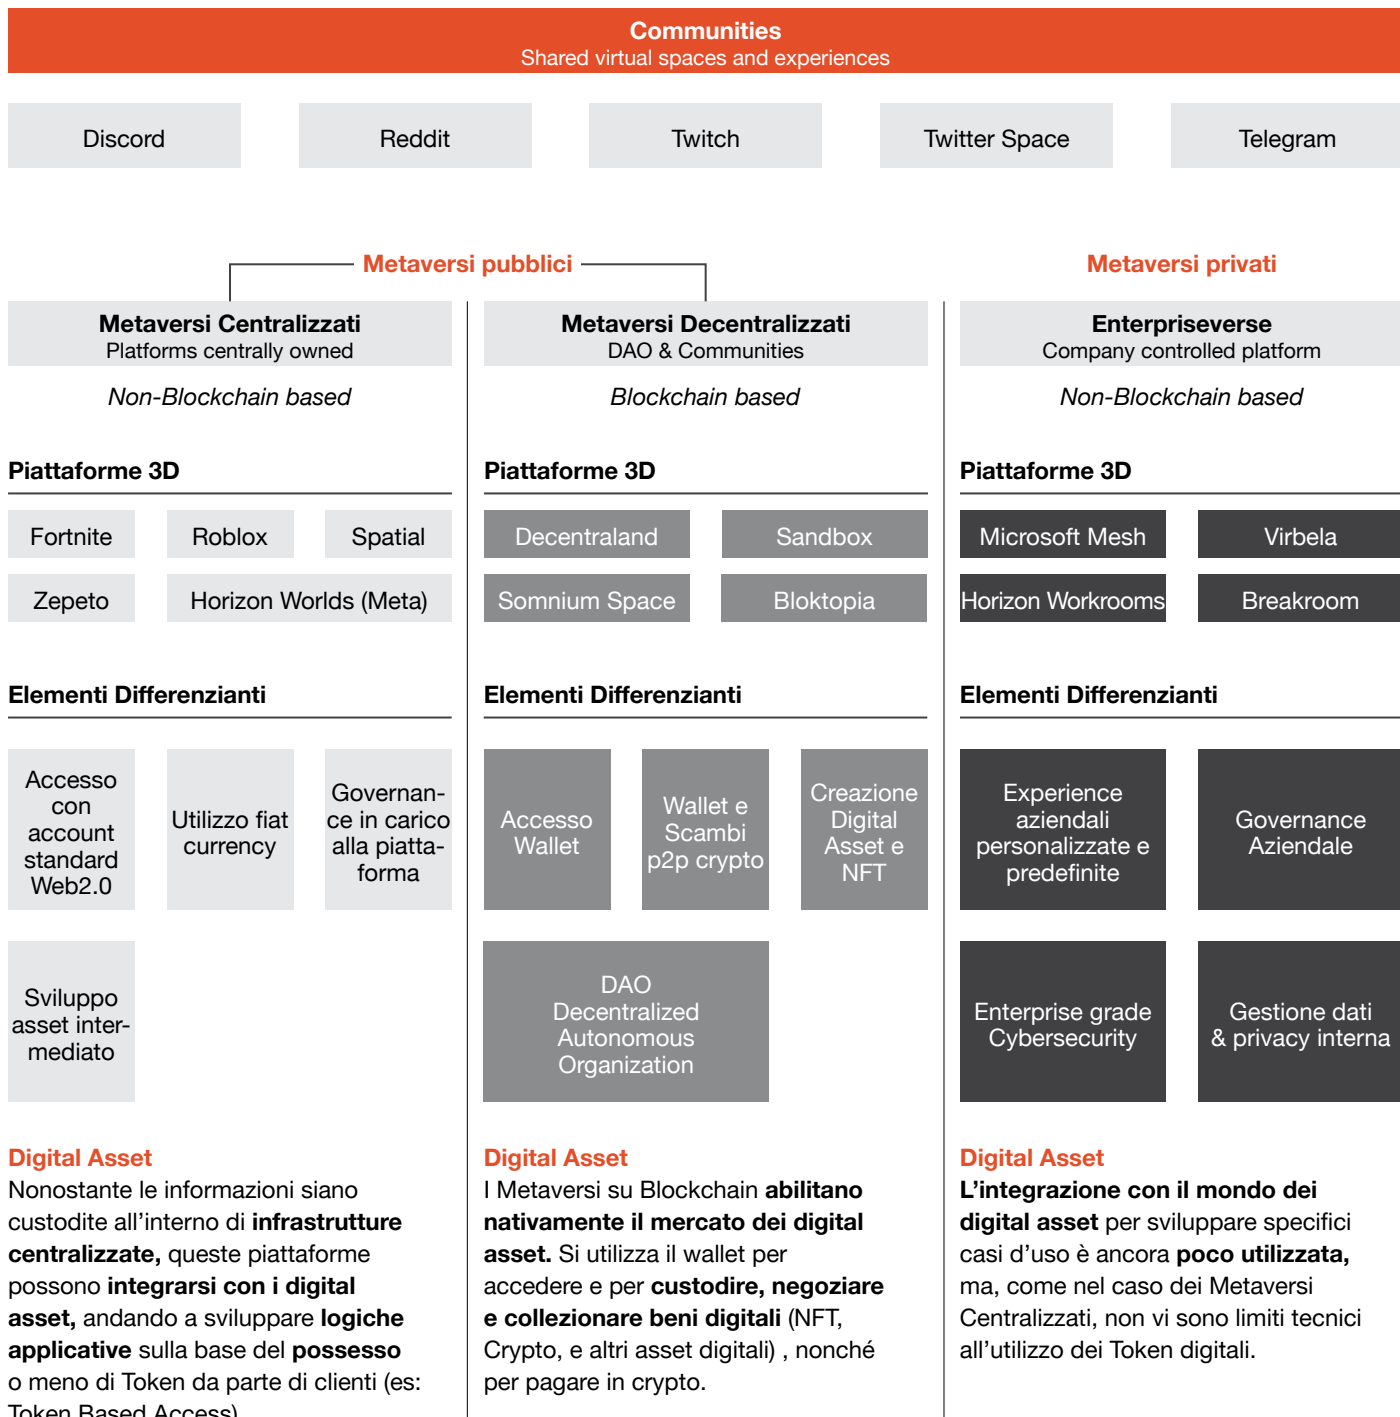 Communities
Shared virtual spaces and experiences
Discord
Reddit
Twitch
Twitter Space
Telegram
Metaversi pubblici
Metaversi privati
Metaversi Centralizzati
Platforms centrally owned
Non-Blockchain based
Piattaforme 3D
Fortnite
Roblox
Spatial
Zepeto
Horizon Worlds (Meta)
Elementi Differenzianti
Accesso
con
account
standard
Web2.0
Utilizzo fiat
currency
Governan-
ce in carico
alla piatta-
forma
Sviluppo
asset inter-
mediato
Digital Asset
Nonostante le informazioni siano
custodite all’interno di infrastrutture
centralizzate, queste piattaforme
possono integrarsi con i digital
asset, andando a sviluppare logiche
applicative sulla base del possesso
o meno di Token da parte di clienti (es:
Token Based Access)
Metaversi Decentralizzati
DAO & Communities
Blockchain based
Piattaforme 3D
Decentraland
Sandbox
Somnium Space
Bloktopia
Elementi Differenzianti
Accesso
Wallet
Wallet e
Scambi
p2p crypto
Creazione
Digital
Asset e
NFT
DAO
Decentralized
Autonomous
Organization
Digital Asset
I Metaversi su Blockchain abilitano
nativamente il mercato dei digital
asset. Si utilizza il wallet per
accedere e per custodire, negoziare
e collezionare beni digitali (NFT,
Crypto, e altri asset digitali) , nonché
per pagare in crypto.
Enterpriseverse
Company controlled platform
Non-Blockchain based
Piattaforme 3D
Microsoft Mesh
Virbela
Horizon Workrooms
Breakroom
Elementi Differenzianti
Experience
aziendali
personalizzate e
predefinite
Governance
Aziendale
Enterprise grade
Cybersecurity
Gestione dati
& privacy interna
Digital Asset
L’integrazione con il mondo dei
digital asset per sviluppare specifici
casi d’uso è ancora poco utilizzata,
ma, come nel caso dei Metaversi
Centralizzati, non vi sono limiti tecnici
all’utilizzo dei Token digitali.